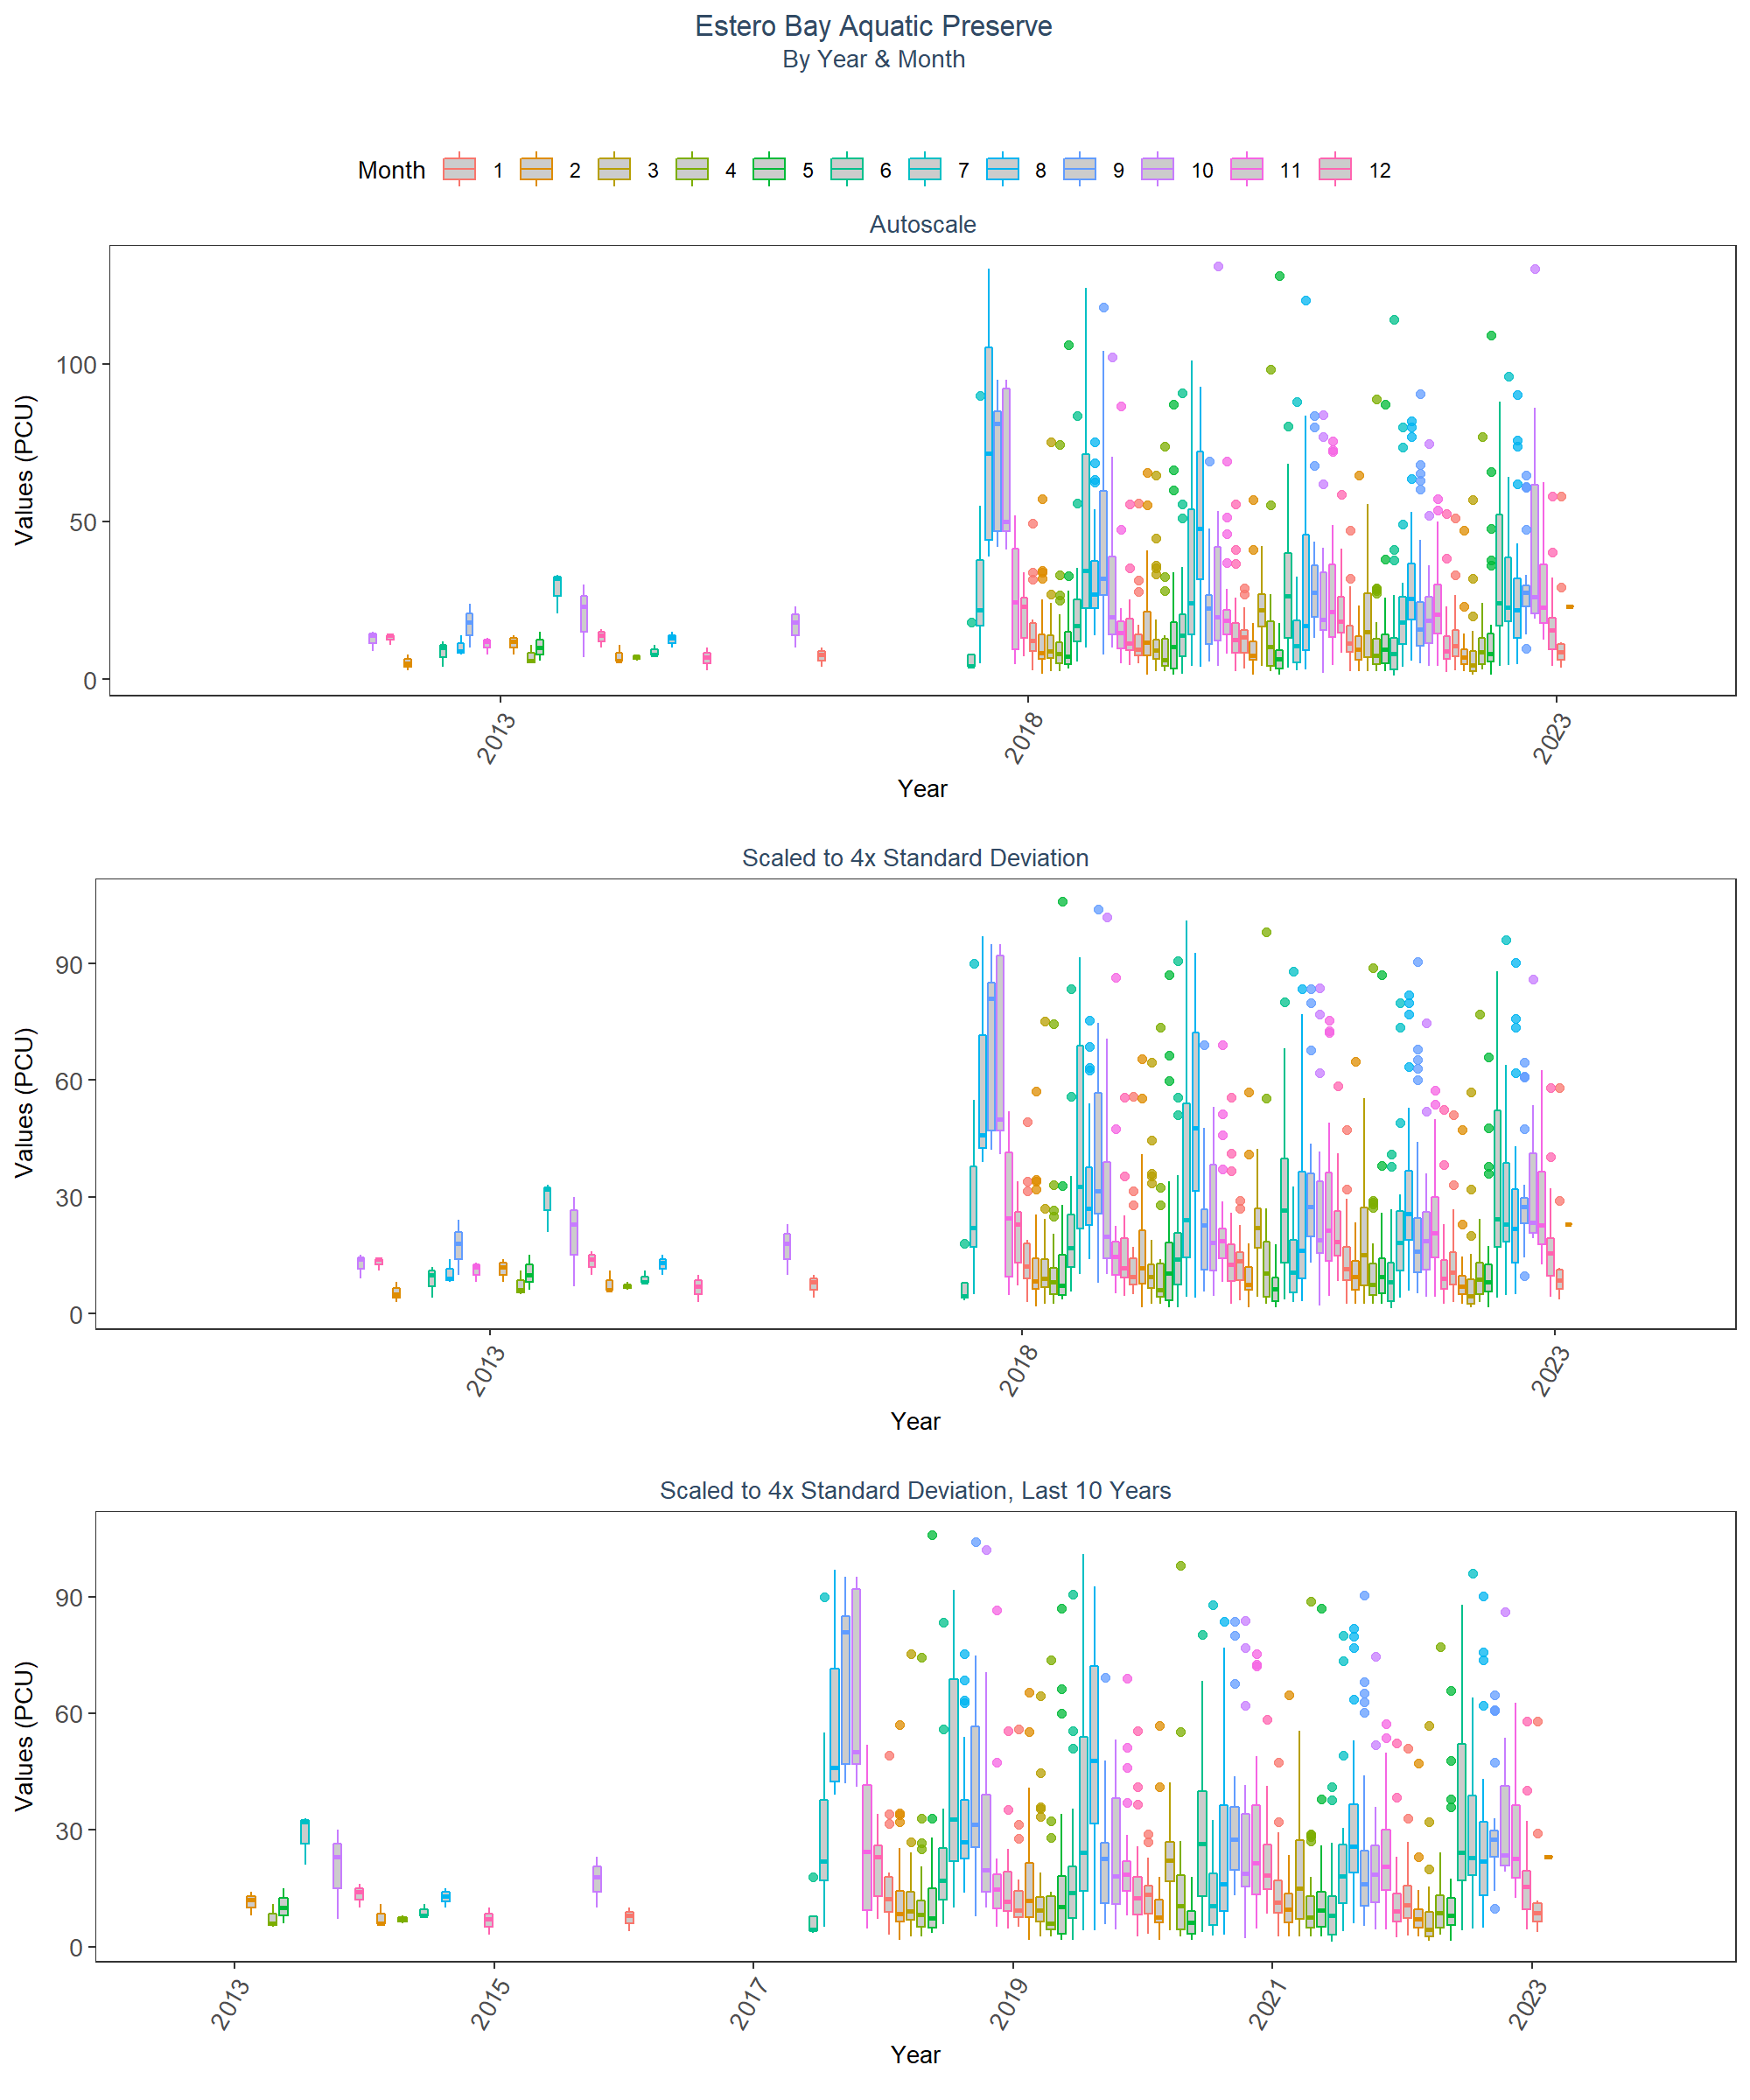 Estero Bay Aquatic Preserve
By Year & Month
Month 1 2 3 4 5 6 7 8 9 10 11 12
Autoscale
Values (PCU)
100
50
0
2013 2018 2023
Year
Scaled to 4x Standard Deviation
Values (PCU)
90
60
30
0
2013 2018 2023
Year
Scaled to 4x Standard Deviation, Last 10 Years
Values (PCU)
90
60
30
0
2013 2015 2017 2019 2021 2023
Year